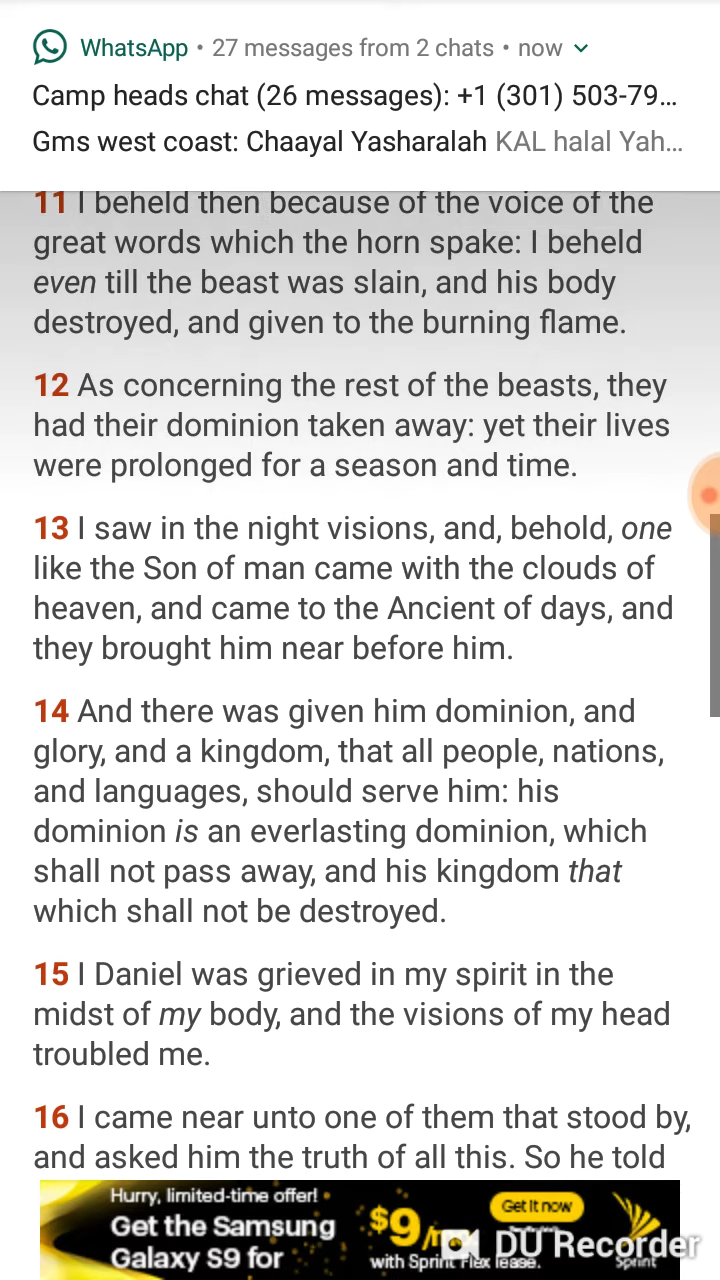 WhatsApp • 27 messages from 2 chats • now
Camp heads chat (26 messages): +1 (301) 503-79...
Gms west coast: Chaayal Yasharalah KAL halal Yah...
11 I beheld then because of the voice of the
great words which the horn spake: I beheld
even till the beast was slain, and his body
destroyed, and given to the burning flame.
12 As concerning the rest of the beasts, they
had their dominion taken away: yet their lives
were prolonged for a season and time.
13 I saw in the night visions, and, behold, one
like the Son of man came with the clouds of
heaven, and came to the Ancient of days, and
they brought him near before him.
14 And there was given him dominion, and
glory, and a kingdom, that all people, nations,
and languages, should serve him: his
dominion is an everlasting dominion, which
shall not pass away, and his kingdom that
which shall not be destroyed.
15 I Daniel was grieved in my spirit in the
midst of my body, and the visions of my head
troubled me.
16 I came near unto one of them that stood by,
and asked him the truth of all this. So he told
Hurry, limited-time offer!
Get the Samsung
Galaxy S9 for
$9
with Sprint Flex lease.
Get it now
Sprint
DU Recorder